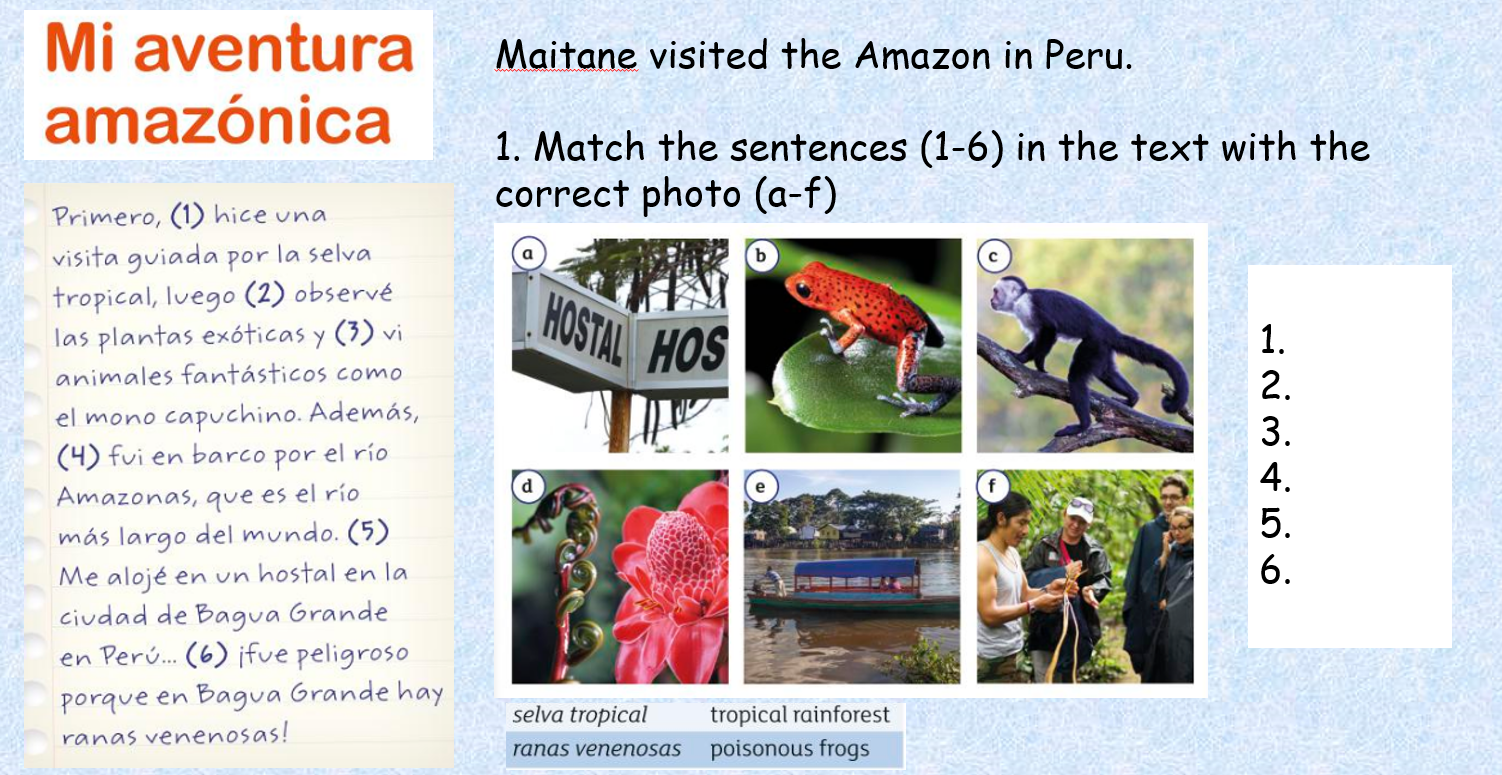 Mi aventura
amazónica
Primero, (1) hice una
visita guiada por la selva
tropical, luego (2) observé
las plantas exóticas y (3) vi
animales fantásticos como
el mono capuchino. Además,
(4) fui en barco por el río
Amazonas, que es el río
más largo del mundo. (5)
Me alojé en un hostal en la
ciudad de Bagua Grande
en Perú... (6) ¡fue peligroso
porque en Bagua Grande hay
ranas venenosas!
Maitane visited the Amazon in Peru.
1. Match the sentences (1-6) in the text with the
correct photo (a-f)
a
HOSTAL HOS
b
c
d
e
f
selva tropical tropical rainforest
ranas venenosas poisonous frogs
1.
2.
3.
4.
5.
6.